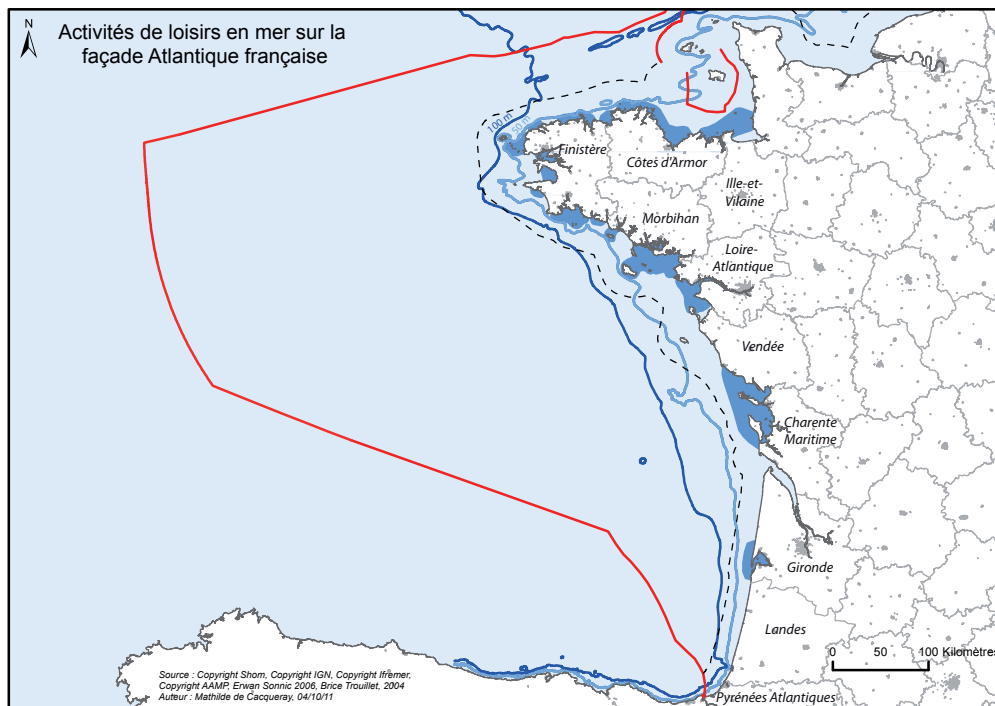 N
Activités de loisirs en mer sur la
façade Atlantique française
100 m
50 m
Finistère
Côtes d'Armor
Ille-et-
Vilaine
Morbihan
Loire-
Atlantique
Vendée
Charente
Maritime
Gironde
Landes
0 50 100 Kilomètres
Pyrénées Atlantiques
Source : Copyright Shom, Copyright IGN, Copyright Ifremer,
Copyright AAMP, Erwan Sonnic 2006, Brice Trouillet, 2004
Auteur : Mathilde de Cacqueray, 04/10/11